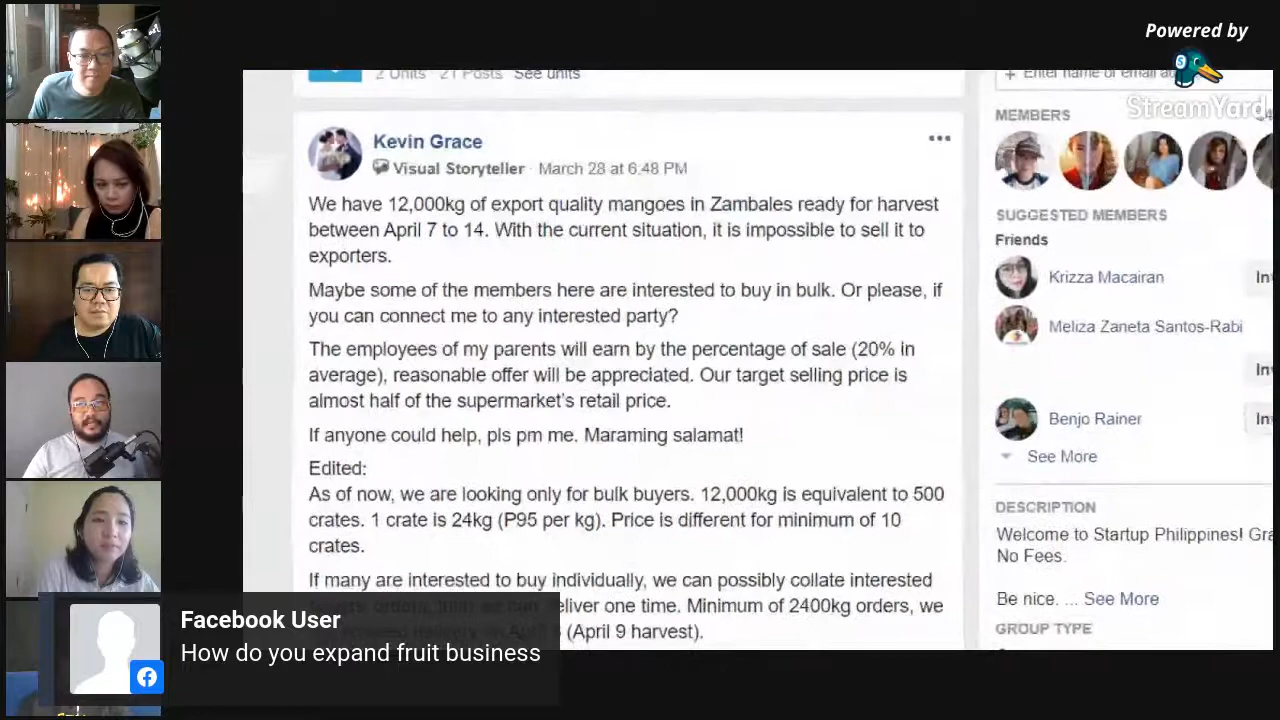 Powered by
StreamYard
2 Units 21 Posts See units
Kevin Grace
Visual Storyteller · March 28 at 6:48 PM
We have 12,000kg of export quality mangoes in Zambales ready for harvest
between April 7 to 14. With the current situation, it is impossible to sell it to
exporters.
Maybe some of the members here are interested to buy in bulk. Or please, if
you can connect me to any interested party?
The employees of my parents will earn by the percentage of sale (20% in
average), reasonable offer will be appreciated. Our target selling price is
almost half of the supermarket's retail price.
If anyone could help, pls pm me. Maraming salamat!
Edited:
As of now, we are looking only for bulk buyers. 12,000kg is equivalent to 500
crates. 1 crate is 24kg (P95 per kg). Price is different for minimum of 10
crates.
If many are interested to buy individually, we can possibly collate interested
eliver one time. Minimum of 2400kg orders, we
(April 9 harvest).
+ Enter name or email ad
MEMBERS
SUGGESTED MEMBERS
Friends
Krizza Macairan
In
Meliza Zaneta Santos-Rabi
In
Benjo Rainer
In
See More
DESCRIPTION
Welcome to Startup Philippines! Gra
No Fees.
Be nice. ... See More
GROUP TYPE
Facebook User
How do you expand fruit business